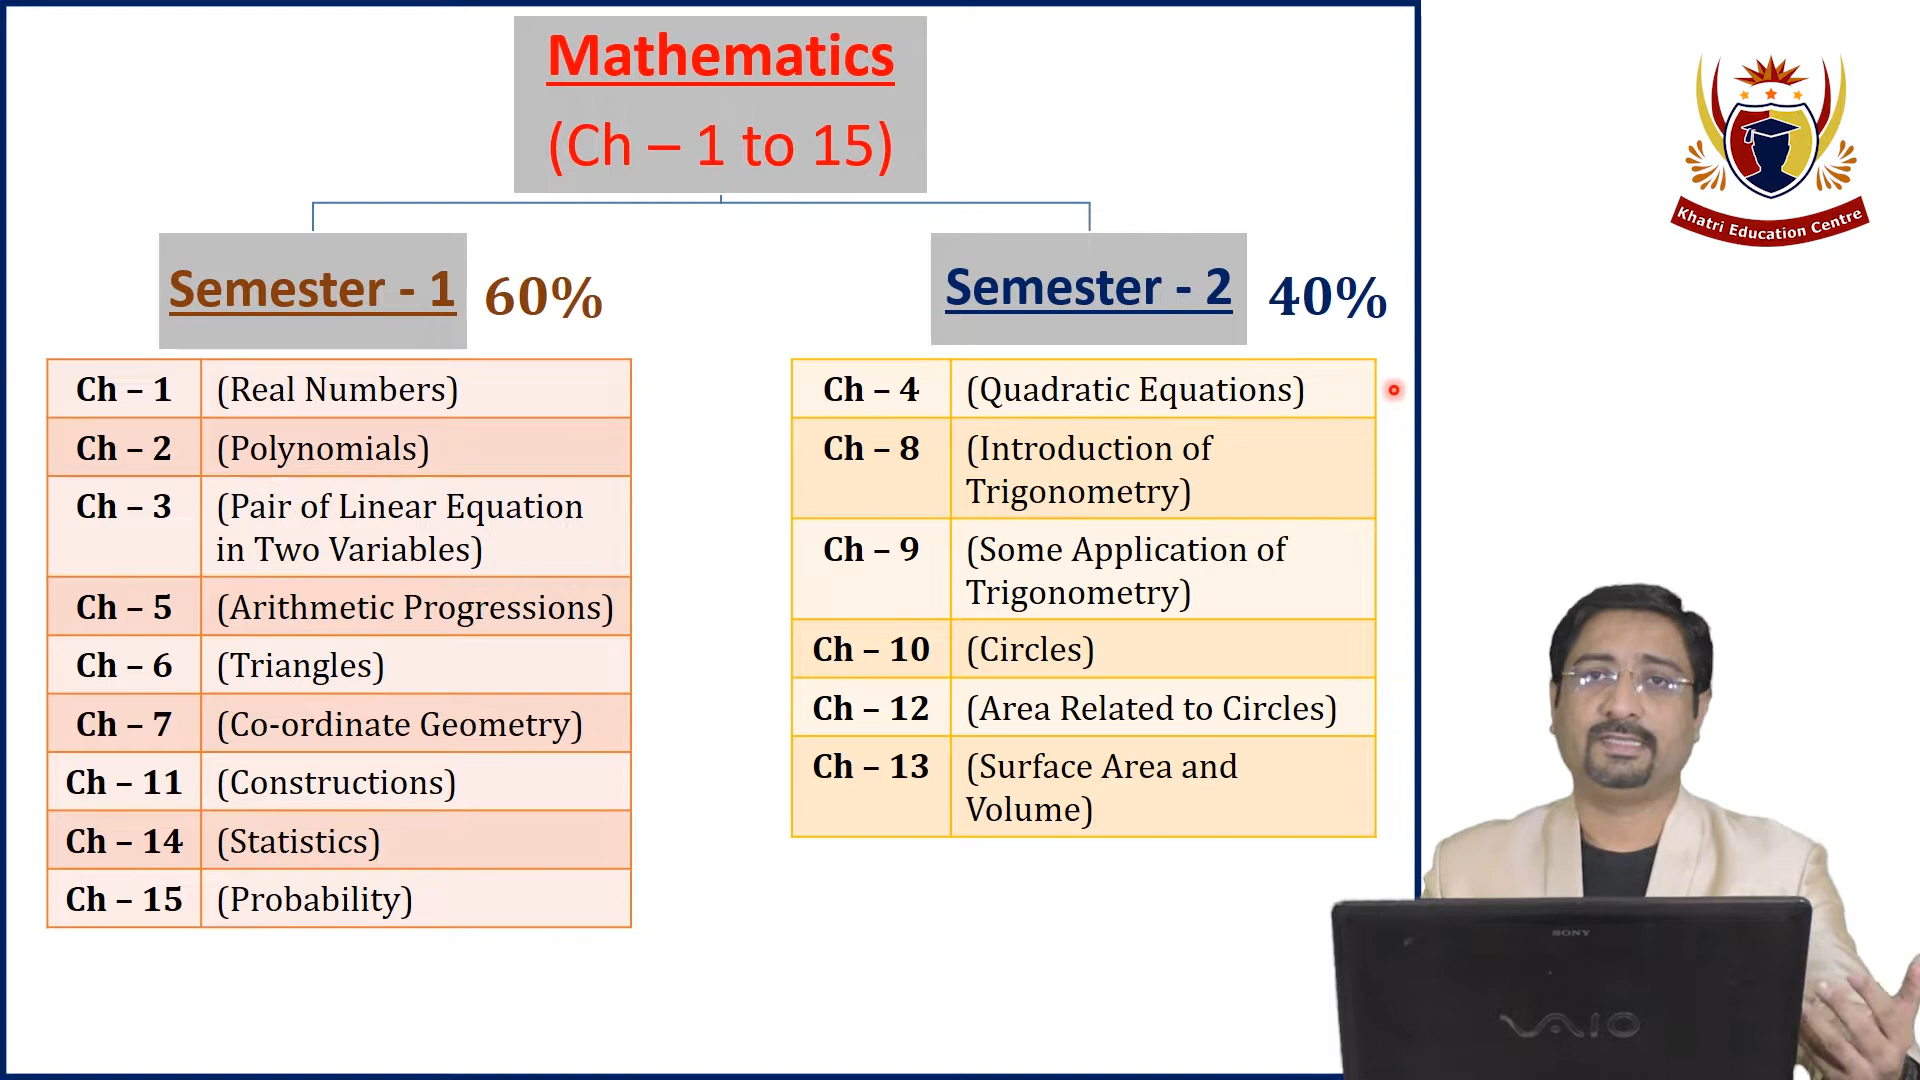 Mathematics
(Ch – 1 to 15)
Semester - 1 60%
Ch – 1 (Real Numbers)
Ch – 2 (Polynomials)
Ch – 3 (Pair of Linear Equation
in Two Variables)
Ch – 5 (Arithmetic Progressions)
Ch – 6 (Triangles)
Ch – 7 (Co-ordinate Geometry)
Ch – 11 (Constructions)
Ch – 14 (Statistics)
Ch – 15 (Probability)
Semester - 2 40%
Ch – 4 (Quadratic Equations)
Ch – 8 (Introduction of
Trigonometry)
Ch – 9 (Some Application of
Trigonometry)
Ch – 10 (Circles)
Ch – 12 (Area Related to Circles)
Ch – 13 (Surface Area and
Volume)
Khatri Education Centre
SONY
VAIO